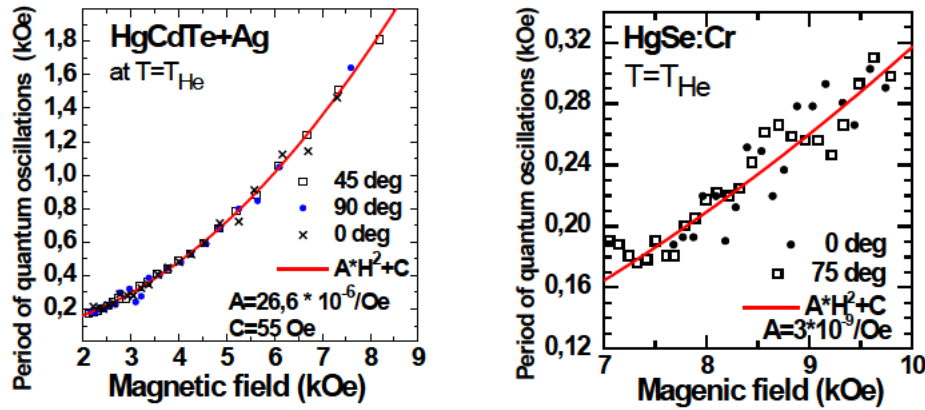 Period of quantum oscillations (kOe)
1,8
1,6
1,4
1,2
1,0
0,8
0,6
0,4
0,2
HgCdTe+Ag
at T=THe
45 deg
90 deg
0 deg
A*H²+C
A=26,6 * 10⁻⁶/Oe
C=55 Oe
2 3 4 5 6 7 8 9
Magnetic field (kOe)
Period of quantum oscillations (kOe)
0,32
0,28
0,24
0,20
0,16
0,12
HgSe:Cr
T=THe
0 deg
75 deg
A*H²+C
A=3*10⁻⁹/Oe
7 8 9 10
Magenic field (kOe)